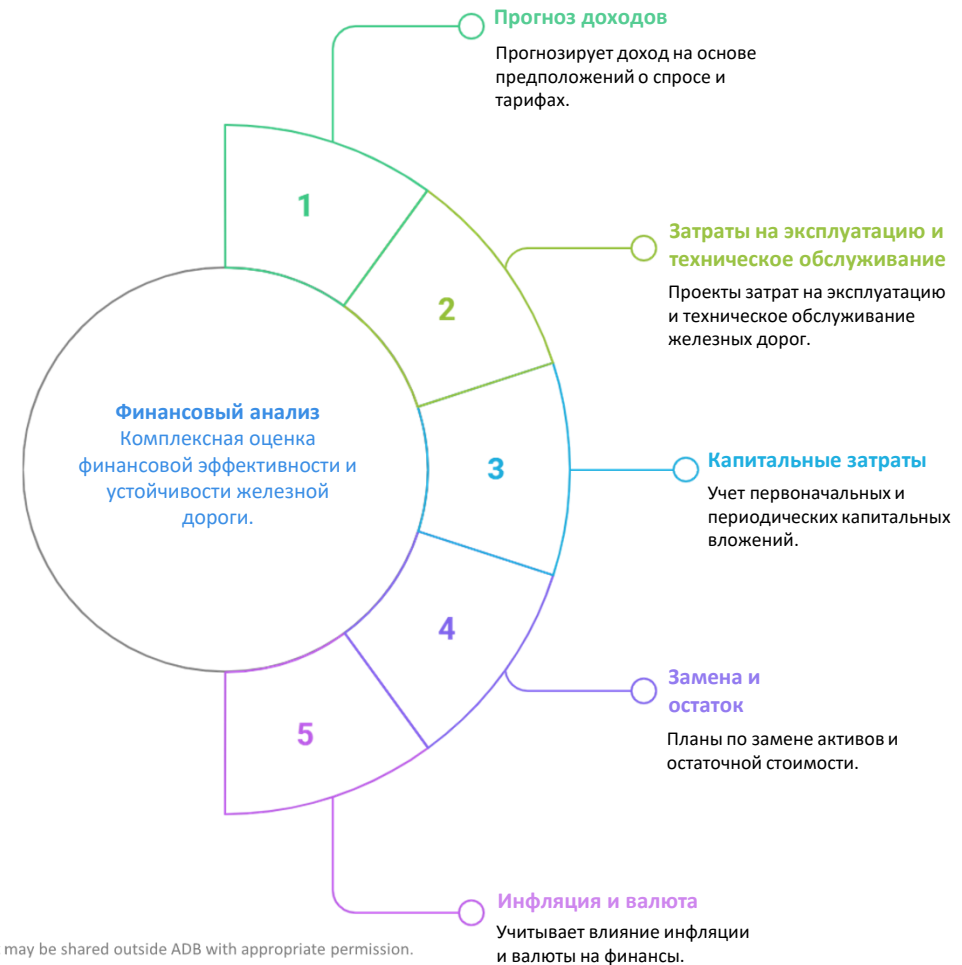 Прогноз доходов
Прогнозирует доход на основе
предположений о спросе и
тарифах.
1
Затраты на эксплуатацию и
техническое обслуживание
Проекты затрат на эксплуатацию
и техническое обслуживание
железных дорог.
2
Финансовый анализ
Комплексная оценка
финансовой эффективности и
устойчивости железной
дороги.
3
Капитальные затраты
Учет первоначальных и
периодических капитальных
вложений.
4
Замена и
остаток
Планы по замене активов и
остаточной стоимости.
5
Инфляция и валюта
Учитывает влияние инфляции
и валюты на финансы.
may be shared outside ADB with appropriate permission.